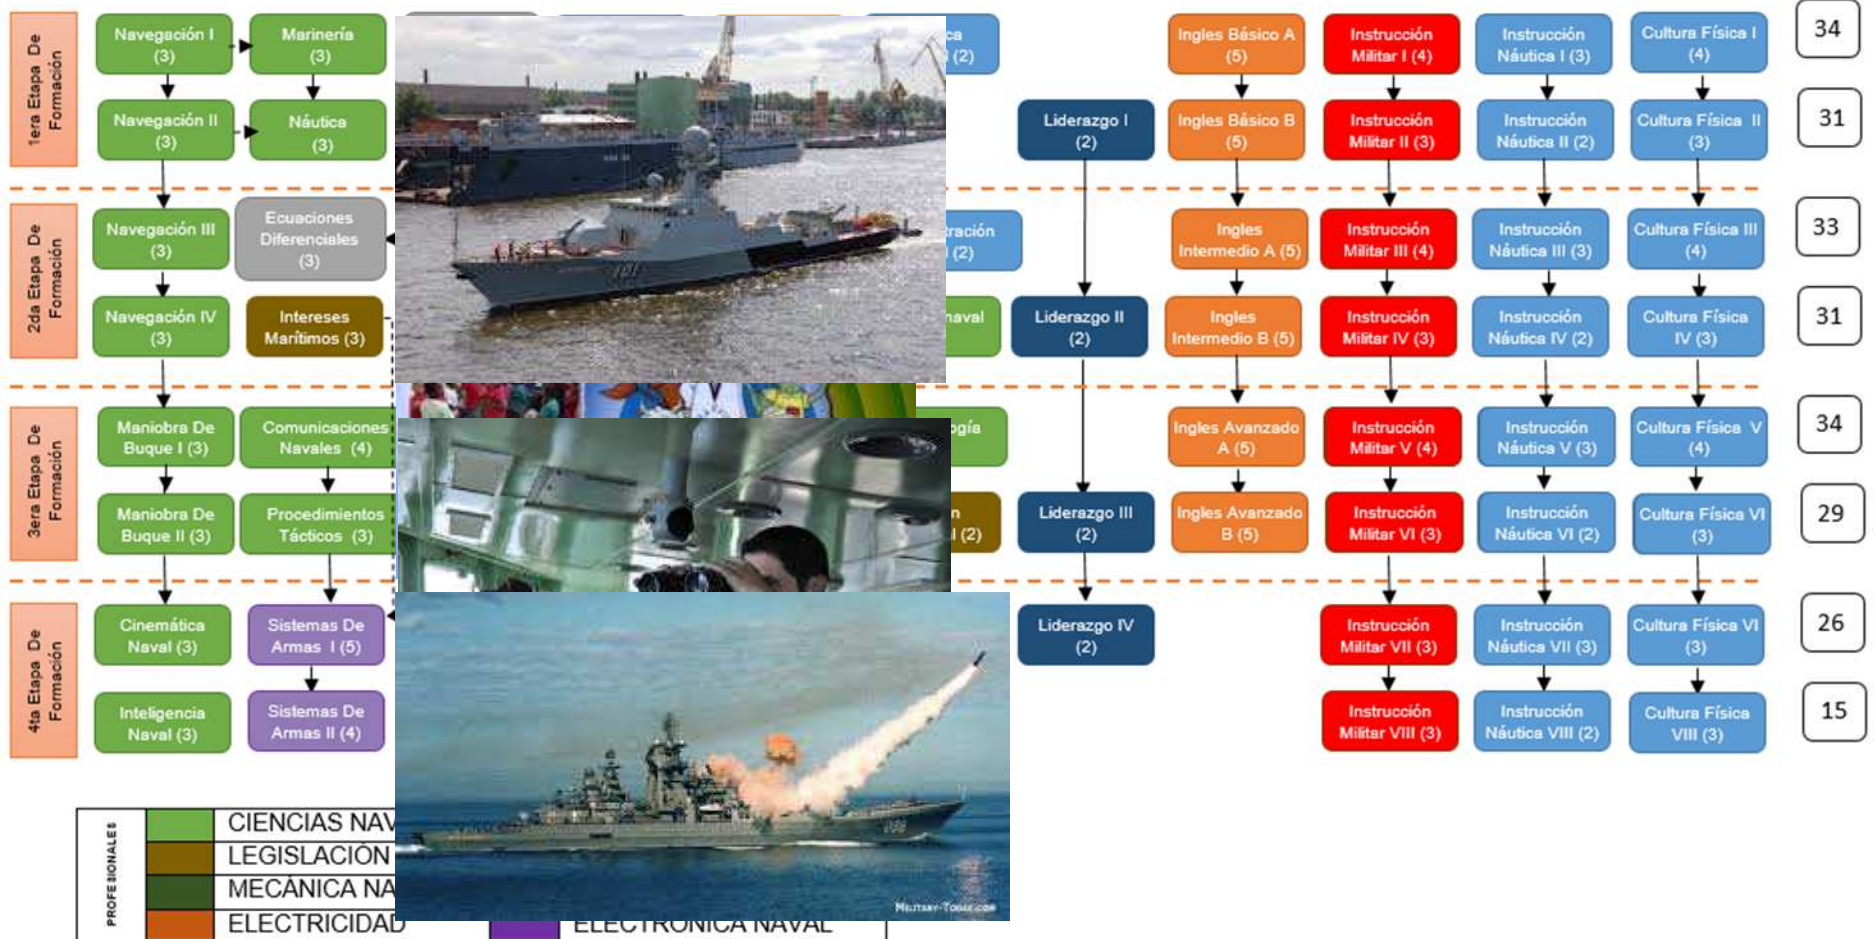 1era Etapa De
Formación
Navegación I
(3)
Marinería
(3)
(2)
Ingles Básico A
(5)
Instrucción
Militar I (4)
Instrucción
Náutica I (3)
Cultura Física I
(4)
34
Navegación II
(3)
Náutica
(3)
Liderazgo I
(2)
Ingles Básico B
(5)
Instrucción
Militar II (3)
Instrucción
Náutica II (2)
Cultura Física II
(3)
31
2da Etapa De
Formación
Navegación III
(3)
Ecuaciones
Diferenciales
(3)
(2)
Ingles
Intermedio A (5)
Instrucción
Militar III (4)
Instrucción
Náutica III (3)
Cultura Física III
(4)
33
Navegación IV
(3)
Intereses
Marítimos (3)
naval
Liderazgo II
(2)
Ingles
Intermedio B (5)
Instrucción
Militar IV (3)
Instrucción
Náutica IV (2)
Cultura Física
IV (3)
31
3era Etapa De
Formación
Maniobra De
Buque I (3)
Comunicaciones
Navales (4)
Ingles Avanzado
A (5)
Instrucción
Militar V (4)
Instrucción
Náutica V (3)
Cultura Física V
(4)
34
Maniobra De
Buque II (3)
Procedimientos
Tácticos (3)
(2)
Liderazgo III
(2)
Ingles Avanzado
B (5)
Instrucción
Militar VI (3)
Instrucción
Náutica VI (2)
Cultura Física VI
(3)
29
4ta Etapa De
Formación
Cinemática
Naval (3)
Sistemas De
Armas I (5)
Liderazgo IV
(2)
Instrucción
Militar VII (3)
Instrucción
Náutica VII (3)
Cultura Física VI
(3)
26
Inteligencia
Naval (3)
Sistemas De
Armas II (4)
Instrucción
Militar VIII (3)
Instrucción
Náutica VIII (2)
Cultura Física
VIII (3)
15
PROFESIONALES
CIENCIAS NAV
LEGISLACIÓN
MECÁNICA NA
ELECTRICIDAD
ELECTRÓNICA NAVAL
Military-Today.com